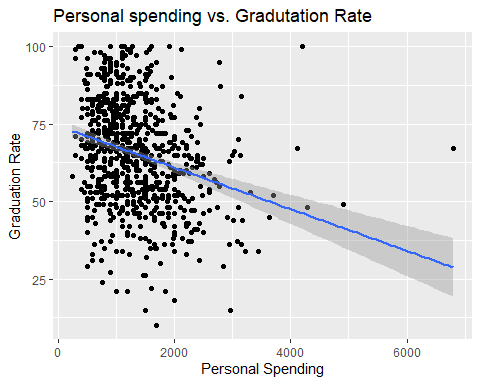 Personal spending vs. Gradutation Rate
100
75
50
25
Graduation Rate
0
2000
4000
6000
Personal Spending